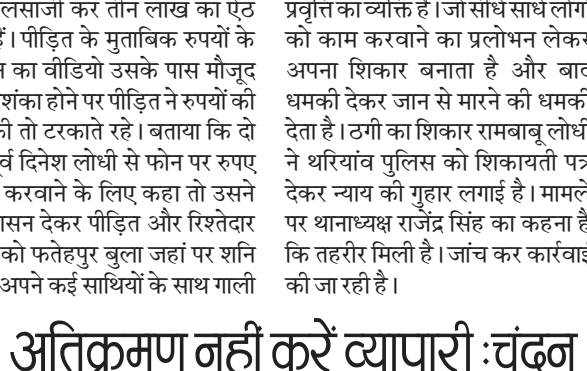 लसाजी कर तीन लाख का ऐंठ
हैं। पीड़ित के मुताबिक रुपयों के
न का वीडियो उसके पास मौजूद
शंका होने पर पीड़ित ने रुपयों की
की तो टरकाते रहे। बताया कि दो
र्व दिनेश लोधी से फोन पर रुपए
करवाने के लिए कहा तो उसने
ासन देकर पीड़ित और रिश्तेदार
को फतेहपुर बुला जहां पर शनि
अपने कई साथियों के साथ गाली
प्रवृत्ति का व्यक्ति है। जो सीधे साधे लोगों
को काम करवाने का प्रलोभन लेकर
अपना शिकार बनाता है और बाद
धमकी देकर जान से मारने की धमकी
देता है। ठगी का शिकार रामबाबू लोधी
ने थरियांव पुलिस को शिकायती पत्र
देकर न्याय की गुहार लगाई है। मामले
पर थानाध्यक्ष राजेंद्र सिंह का कहना है
कि तहरीर मिली है। जांच कर कार्रवाई
की जा रही है।
अतिक्रमण नहीं करें व्यापारी :चंदन